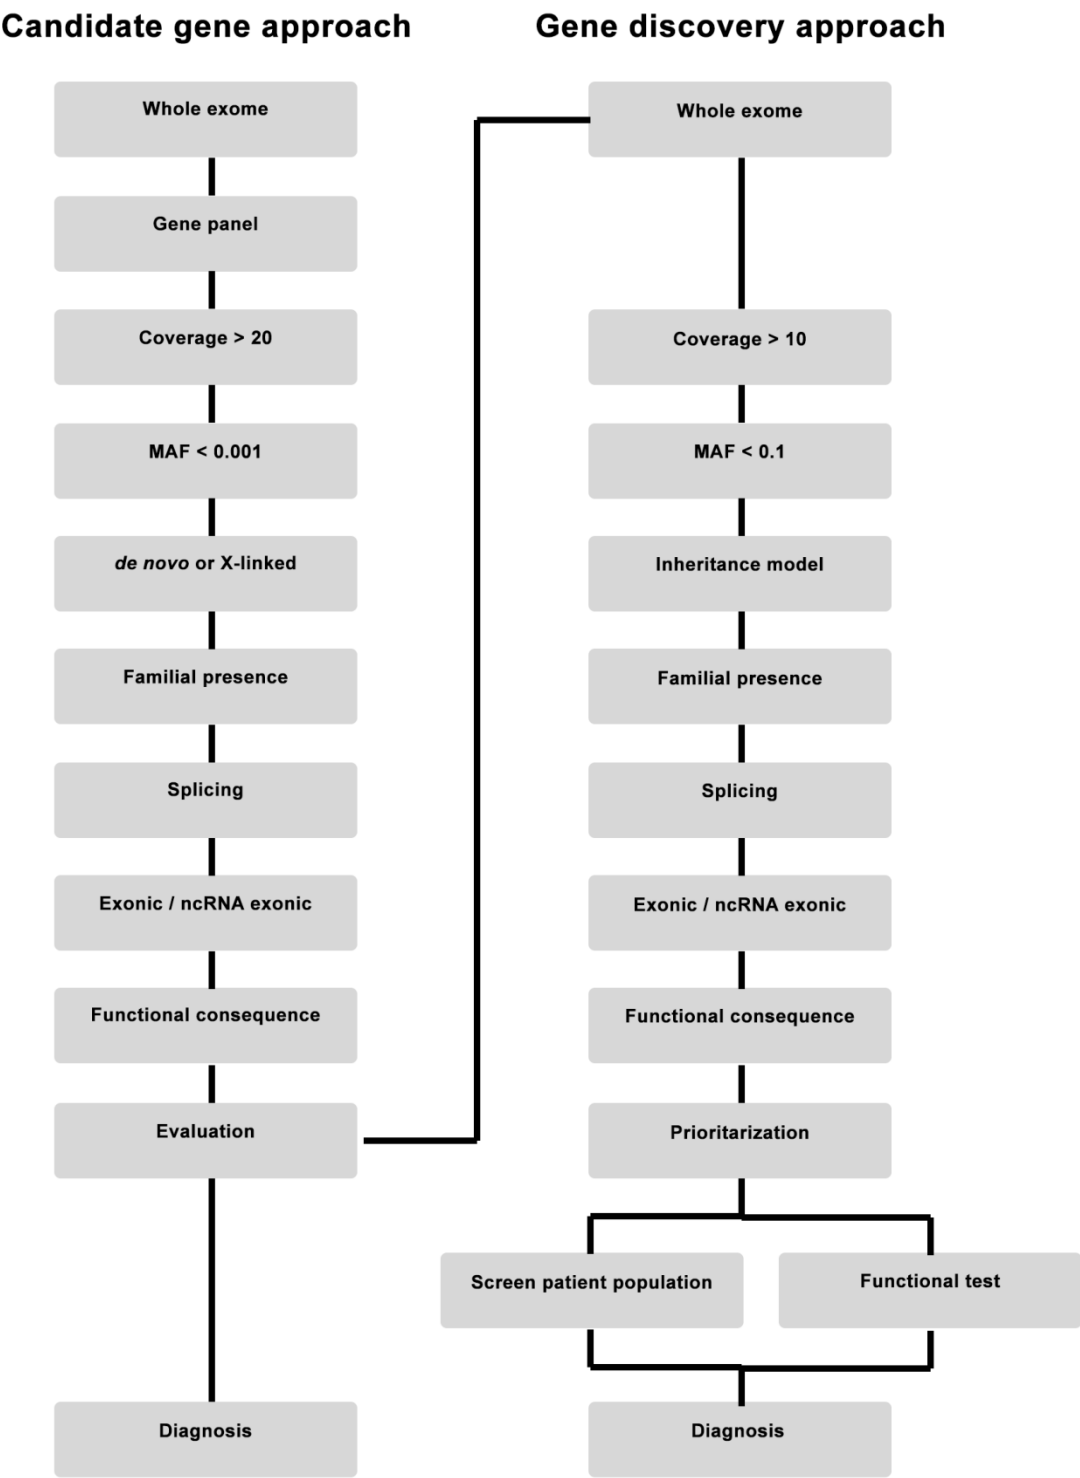 Candidate gene approach
Whole exome
Gene panel
Coverage > 20
MAF < 0.001
de novo or X-linked
Familial presence
Splicing
Exonic / ncRNA exonic
Functional consequence
Evaluation
Diagnosis
Gene discovery approach
Whole exome
Coverage > 10
MAF < 0.1
Inheritance model
Familial presence
Splicing
Exonic / ncRNA exonic
Functional consequence
Prioritarization
Screen patient population
Functional test
Diagnosis